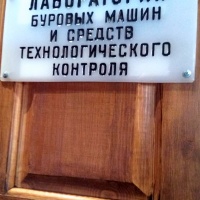 ЛАБОРАТОРИЯ
БУРОВЫХ МАШИН
И СРЕДСТВ
ТЕХНОЛОГИЧЕСКОГО
КОНТРОЛЯ